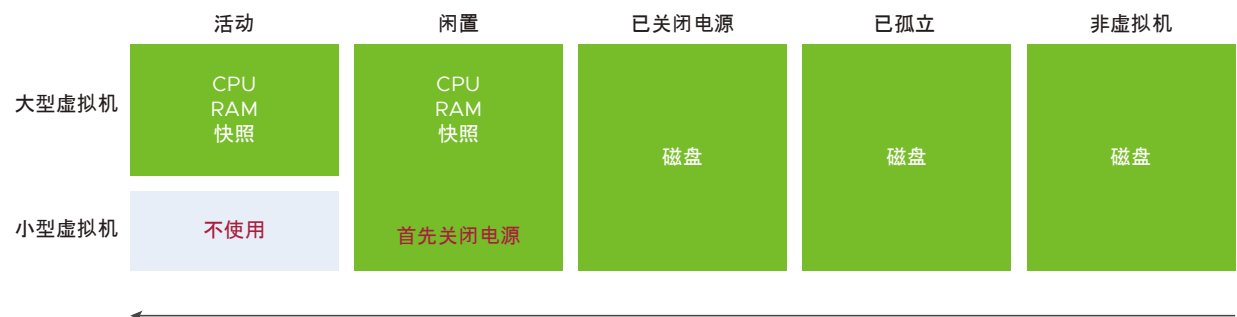 活动
闲置
已关闭电源
已孤立
非虚拟机
大型虚拟机
CPU
RAM
快照
CPU
RAM
快照
磁盘
磁盘
磁盘
小型虚拟机
不使用
首先关闭电源